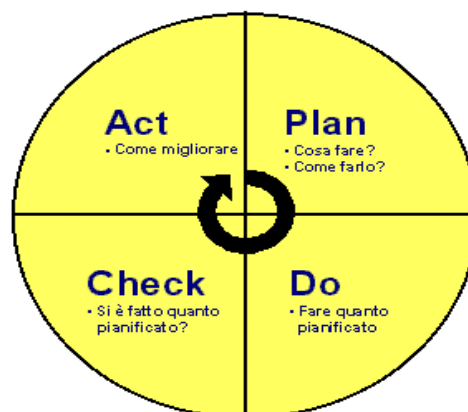 Act
• Come migliorare
Plan
• Cosa fare?
• Come farlo?
Check
• Si è fatto quanto
pianificato?
Do
• Fare quanto
pianificato